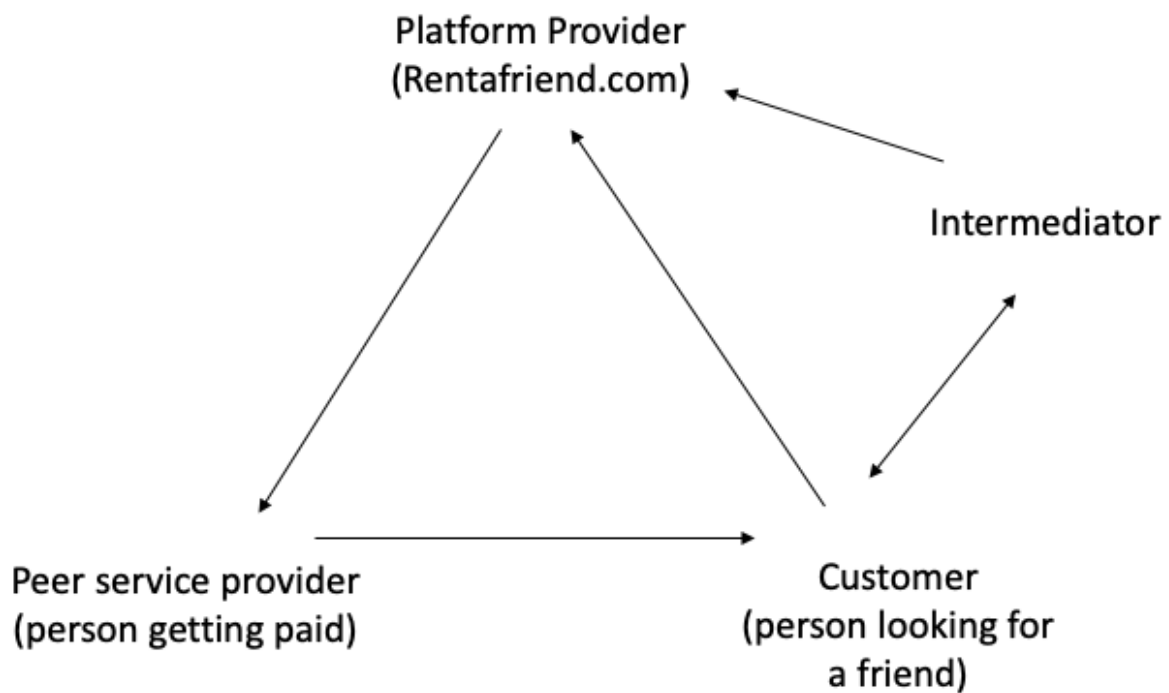 Platform Provider
(Rentafriend.com)
Intermediator
Peer service provider
(person getting paid)
Customer
(person looking for
a friend)